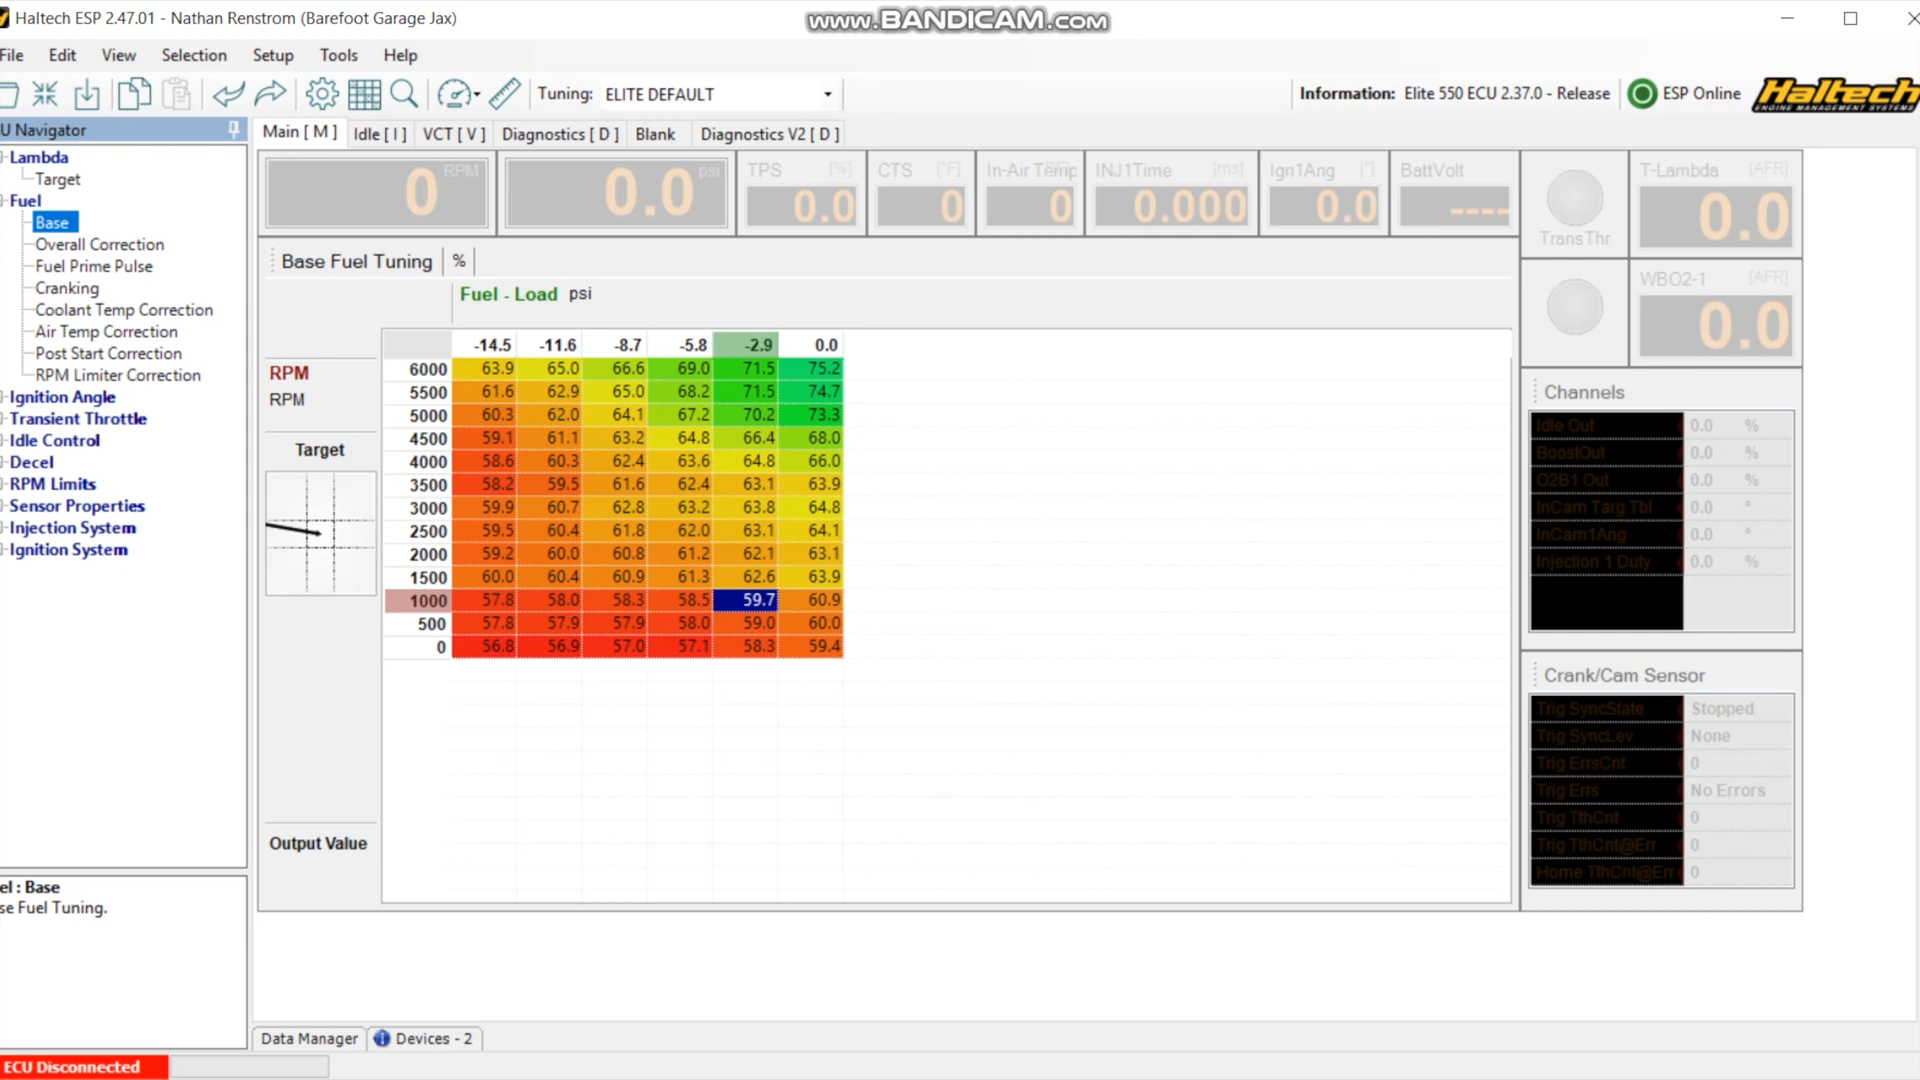 Haltech ESP 2.47.01 - Nathan Renstrom (Barefoot Garage Jax)
www.BANDICAM.com
File Edit View Selection Setup Tools Help
Tuning: ELITE DEFAULT
Information: Elite 550 ECU 2.37.0 - Release
ESP Online
Haltech
ENGINE MANAGEMENT SYSTEMS
U Navigator
Main [ M ] Idle [ I ] VCT [ V ] Diagnostics [ D ] Blank Diagnostics V2 [ D ]
Lambda
Target
Fuel
Base
Overall Correction
Fuel Prime Pulse
Cranking
Coolant Temp Correction
Air Temp Correction
Post Start Correction
RPM Limiter Correction
Ignition Angle
Transient Throttle
Idle Control
Decel
RPM Limits
Sensor Properties
Injection System
Ignition System
el : Base
se Fuel Tuning.
RPM
0
psi
0.0
TPS [%]
0.0
CTS [°F]
0
In-Air Temp
0
INJ1Time [ms]
0.000
Ign1Ang [°]
0.0
BattVolt
----
TransThr
T-Lambda [AFR]
0.0
WBO2-1 [AFR]
0.0
Base Fuel Tuning %
Fuel - Load psi
RPM
RPM
Target
Output Value
-14.5 -11.6 -8.7 -5.8 -2.9 0.0
6000 63.9 65.0 66.6 69.0 71.5 75.2
5500 61.6 62.9 65.0 68.2 71.5 74.7
5000 60.3 62.0 64.1 67.2 70.2 73.3
4500 59.1 61.1 63.2 64.8 66.4 68.0
4000 58.6 60.3 62.4 63.6 64.8 66.0
3500 58.2 59.5 61.6 62.4 63.1 63.9
3000 59.9 60.7 62.8 63.2 63.8 64.8
2500 59.5 60.4 61.8 62.0 63.1 64.1
2000 59.2 60.0 60.8 61.2 62.1 63.1
1500 60.0 60.4 60.9 61.3 62.6 63.9
1000 57.8 58.0 58.3 58.5 59.7 60.9
500 57.8 57.9 57.9 58.0 59.0 60.0
0 56.8 56.9 57.0 57.1 58.3 59.4
Channels
Idle Out 0.0 %
BoostOut 0.0 %
O2B1 Out 0.0 %
InCam Targ Tbl 0.0 °
InCam1Ang 0.0 °
Injection 1 Duty 0.0 %
Crank/Cam Sensor
Trig SyncState Stopped
Trig SyncLev None
Trig ErrsCnt 0
Trig Errs No Errors
Trig TthCnt 0
Trig TthCnt@Err 0
Home TthCnt@Err 0
Data Manager Devices - 2
ECU Disconnected